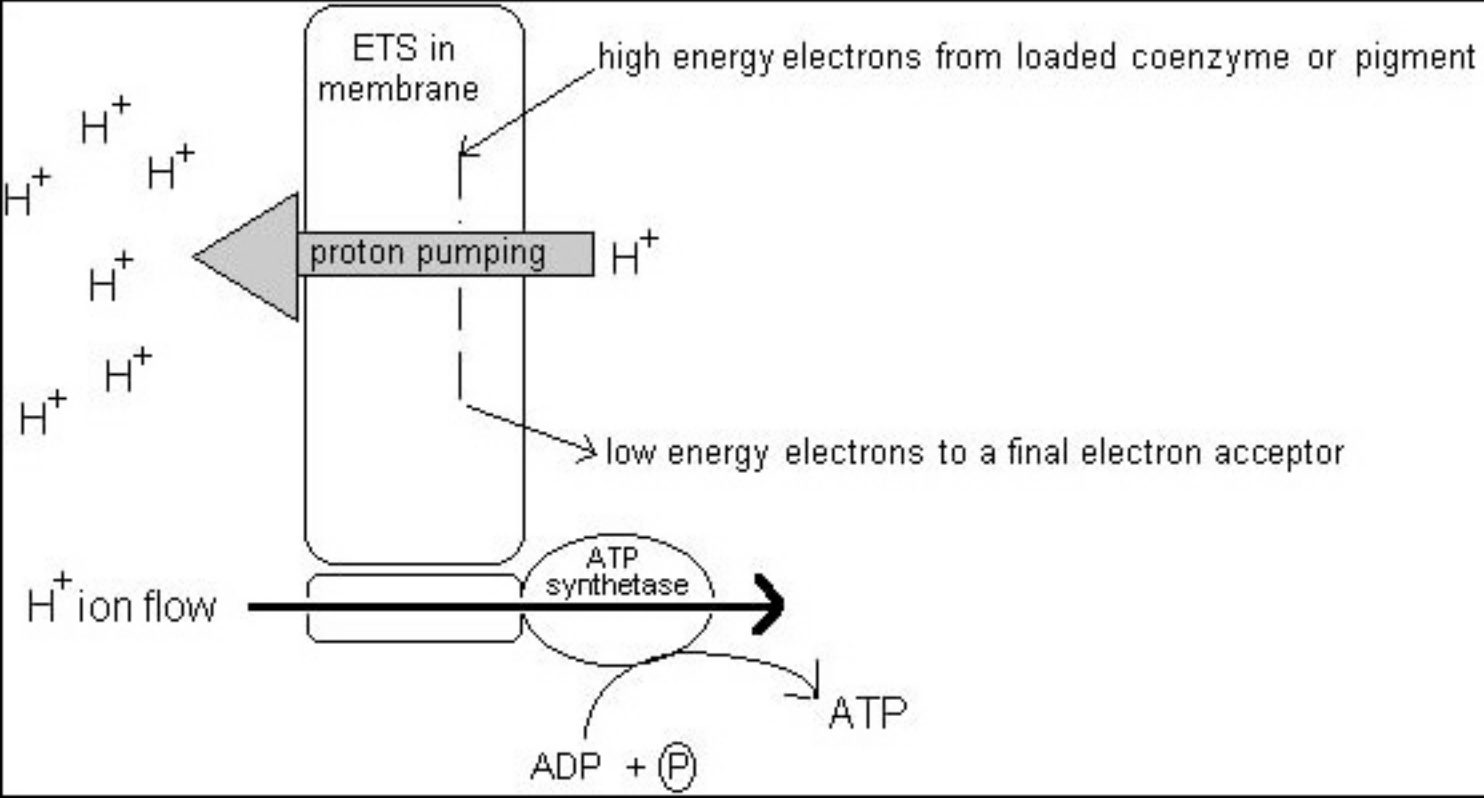 ETS in
membrane
high energy electrons from loaded coenzyme or pigment
H+
H+
H+
proton pumping
H+
H+
H+
H+
low energy electrons to a final electron acceptor
ATP
synthetase
H+ ion flow
ATP
ADP + P